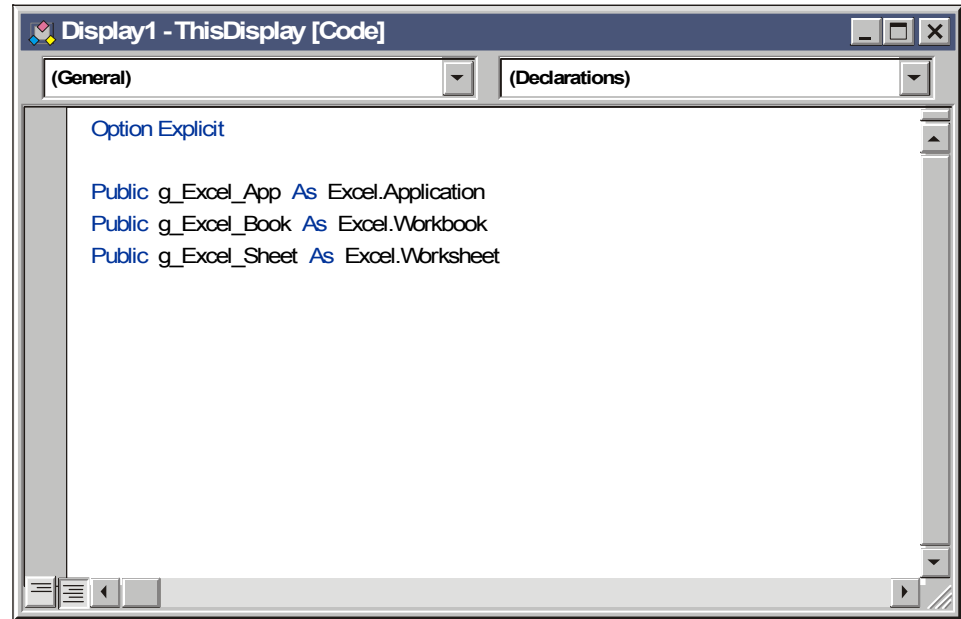 Display1 - ThisDisplay [Code]
(General) (Declarations)
Option Explicit
Public g_Excel_App As Excel.Application
Public g_Excel_Book As Excel.Workbook
Public g_Excel_Sheet As Excel.Worksheet